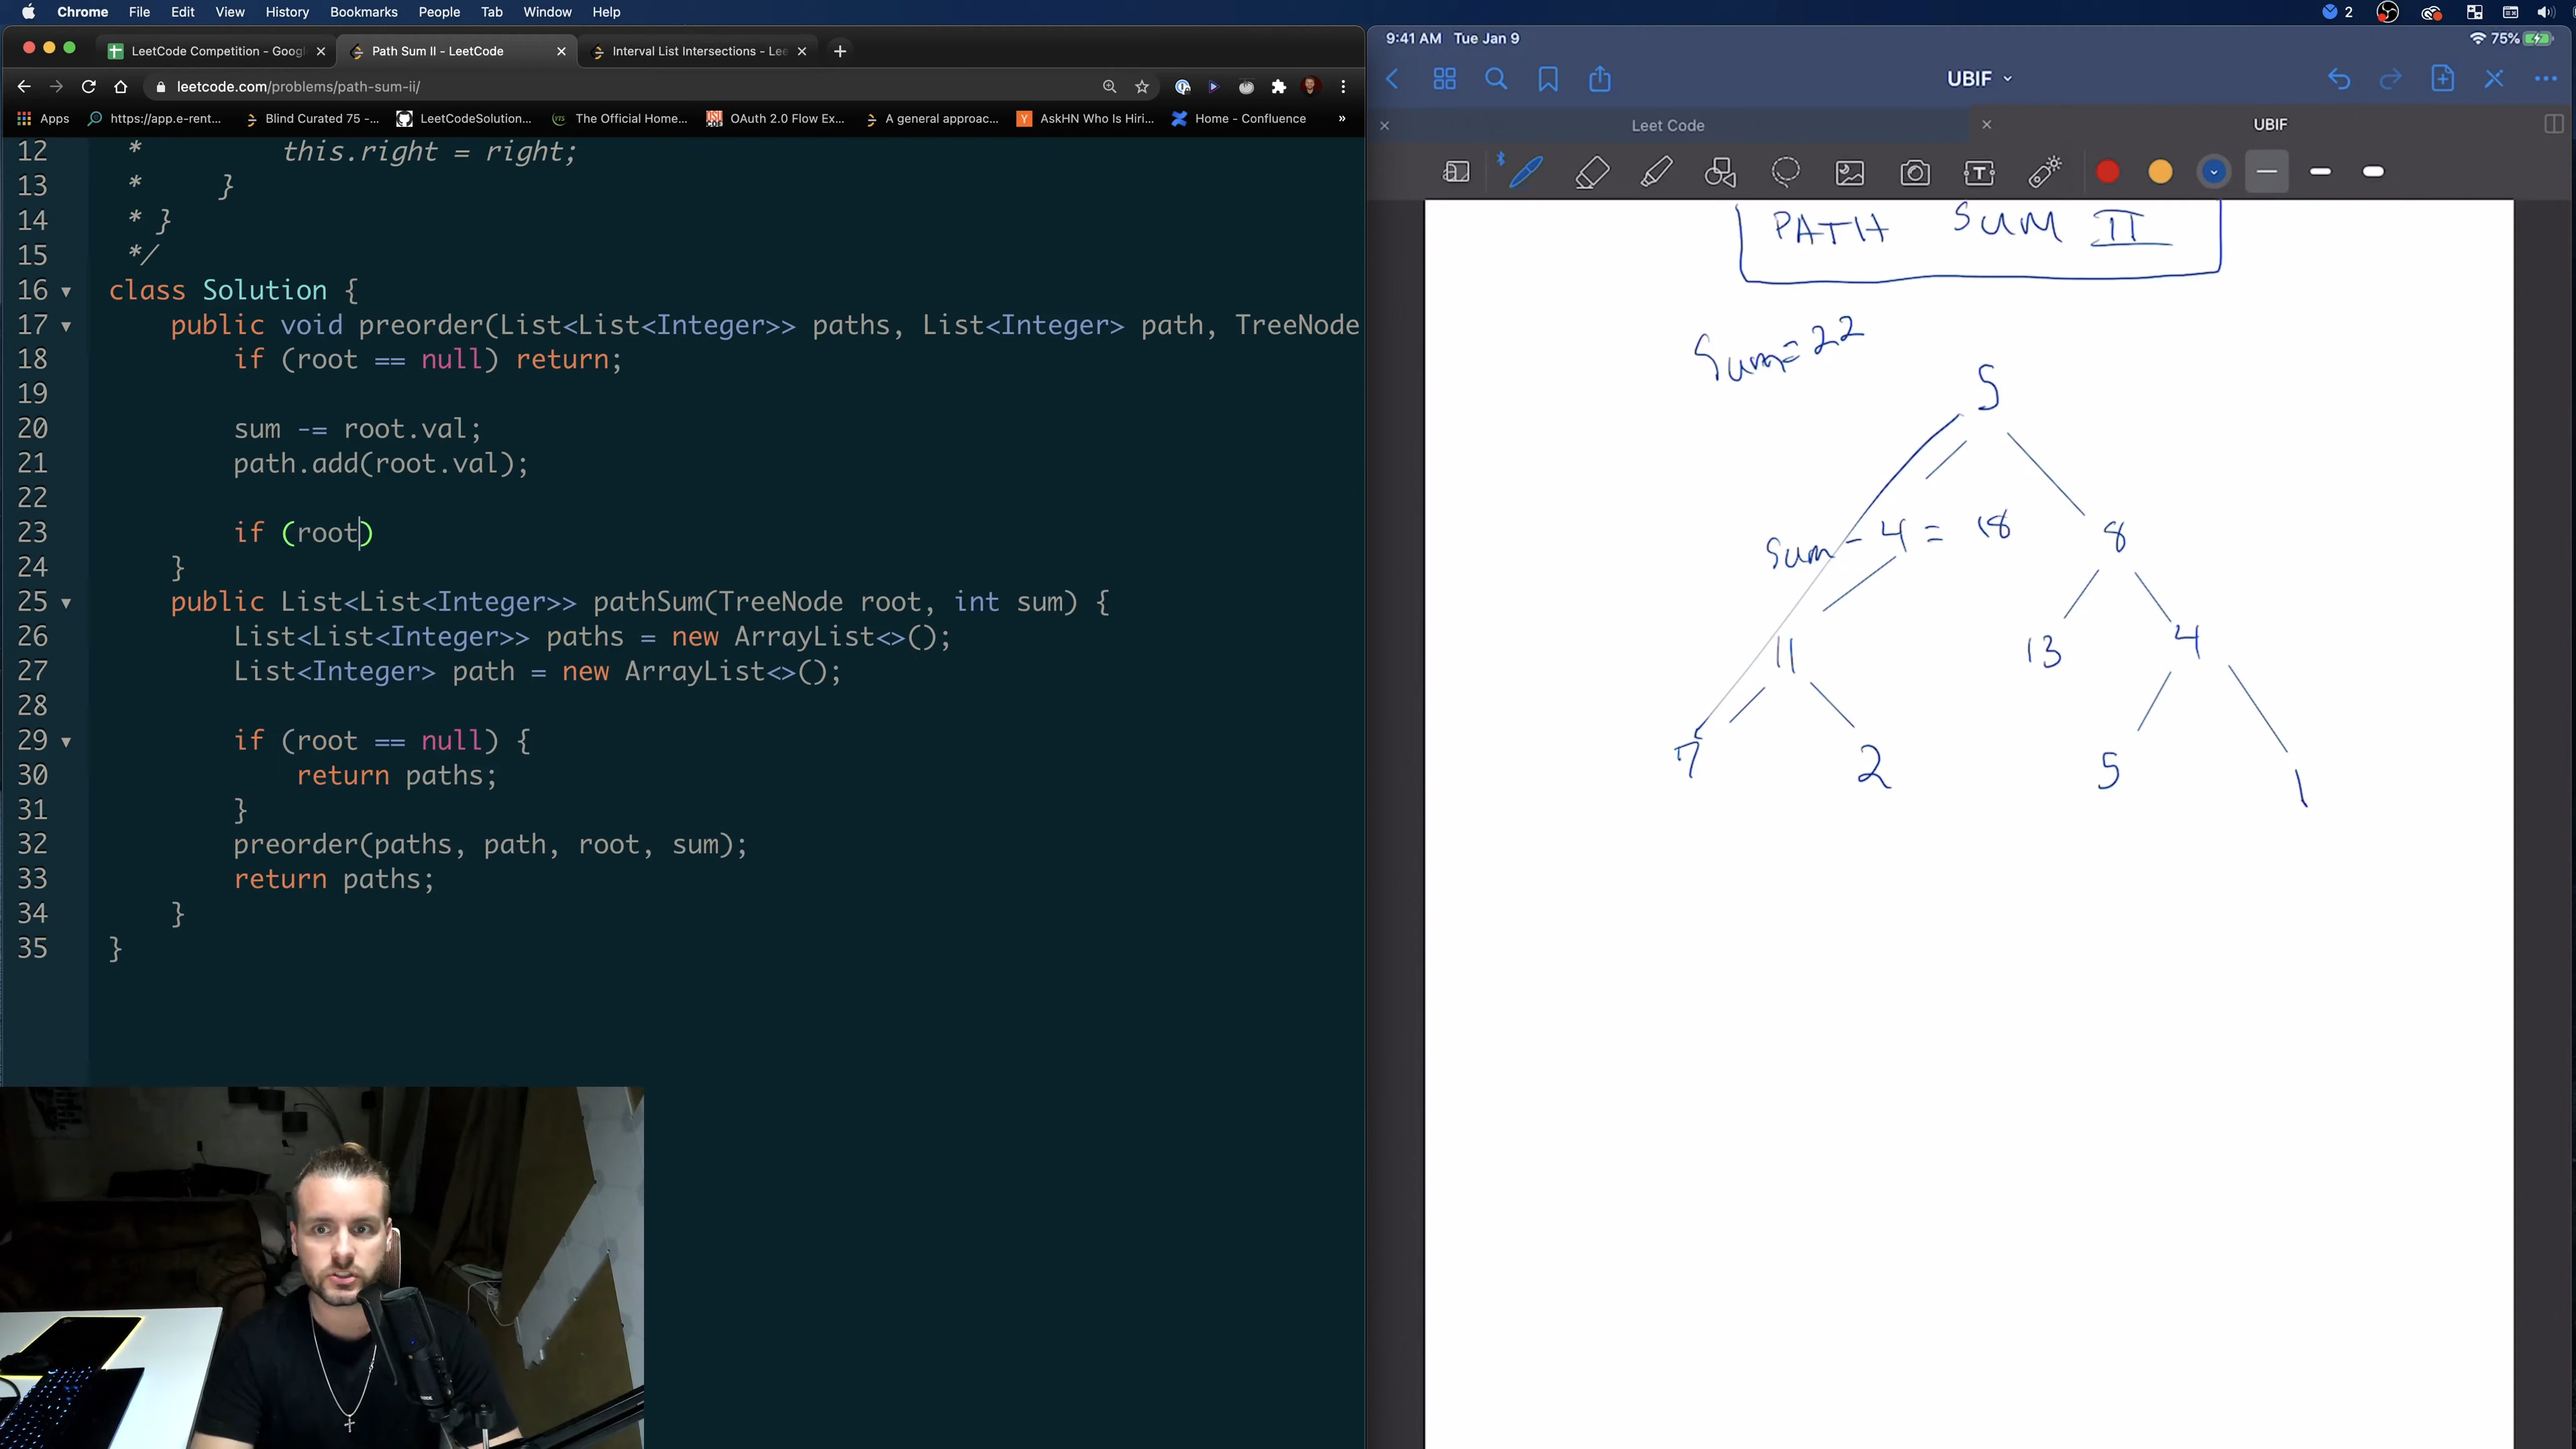 Chrome File Edit View History Bookmarks People Tab Window Help 2
LeetCode Competition - Googl
Path Sum II - LeetCode
Interval List Intersections - Lee
leetcode.com/problems/path-sum-ii/
Apps https://app.e-rent... Blind Curated 75 -... LeetCodeSolution... The Official Home... OAuth 2.0 Flow Ex... A general approac... AskHN Who Is Hiri... Home - Confluence »
12 * this.right = right;
13 * }
14 * }
15 */
16 class Solution {
17 public void preorder(List<List<Integer>> paths, List<Integer> path, TreeNode
18 if (root == null) return;
19
20 sum -= root.val;
21 path.add(root.val);
22
23 if (root)
24 }
25 public List<List<Integer>> pathSum(TreeNode root, int sum) {
26 List<List<Integer>> paths = new ArrayList<>();
27 List<Integer> path = new ArrayList<>();
28
29 if (root == null) {
30 return paths;
31 }
32 preorder(paths, path, root, sum);
33 return paths;
34 }
35 }
9:41 AM Tue Jan 9 75%
UBIF
Leet Code UBIF
PATH SUM II
Sum=22
5
Sum - 4 = 18 8
11 13 4
7 2 5 1